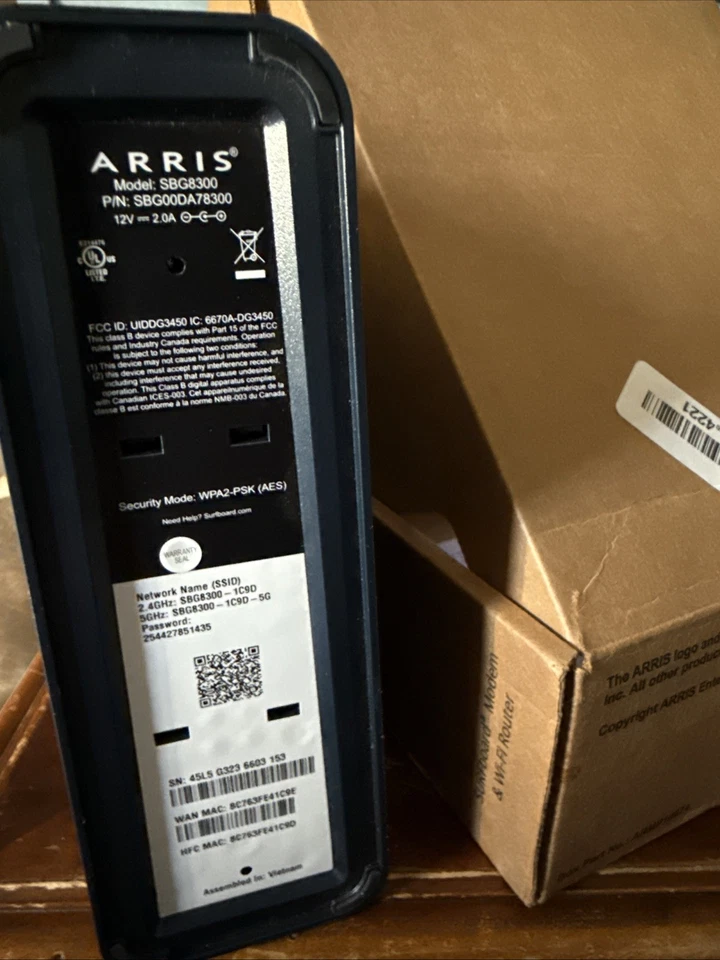 ARRIS®
Model: SBG8300
P/N: SBG00DA78300
12V 2.0A
E214476
C UL US
LISTED
I.T.E.
FCC ID: UIDDG3450 IC: 6670A-DG3450
This class B device complies with Part 15 of the FCC
rules and Industry Canada requirements. Operation
is subject to the following two conditions:
(1) This device may not cause harmful interference, and
(2) this device must accept any interference received,
including interference that may cause undesired
operation. This Class B digital apparatus complies
with Canadian ICES-003. Cet appareilnumérique de la
classe B est conforme à la norme NMB-003 du Canada.
Security Mode: WPA2-PSK (AES)
Need Help? Surfboard.com
WARRANTY
SEAL
Network Name (SSID)
2.4GHz: SBG8300-1C9D
5GHz: SBG8300-1C9D-5G
Password:
254427851435
SN: 45LS G323 6603 153
WAN MAC: 8C763FE41C9E
HFC MAC: 8C763FE41C9D
Assembled In: Vietnam
4221
Surfboard® Modem
& Wi-Fi Router
The ARRIS logo and
Inc. All other produc
Copyright ARRIS Ente